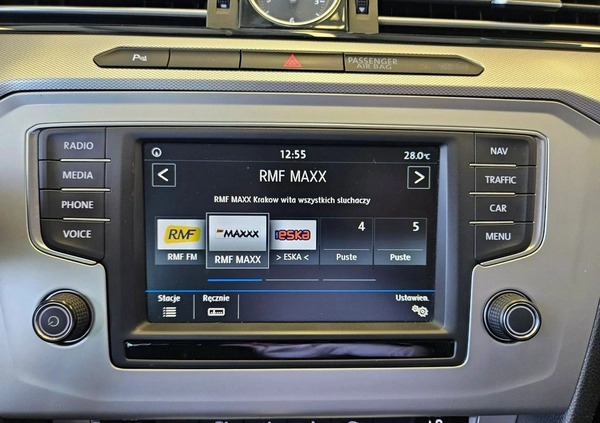 PASSENGER
AIR BAG
RADIO
MEDIA
PHONE
VOICE
12:55
28.0°C
RMF MAXX
RMF MAXX Krakow wita wszystkich sluchaczy
RMF
RMF FM
MAXXX
RMF MAXX
ESKA
> ESKA <
4
Puste
5
Puste
Stacje
Ręcznie
Ustawien.
NAV
TRAFFIC
CAR
MENU